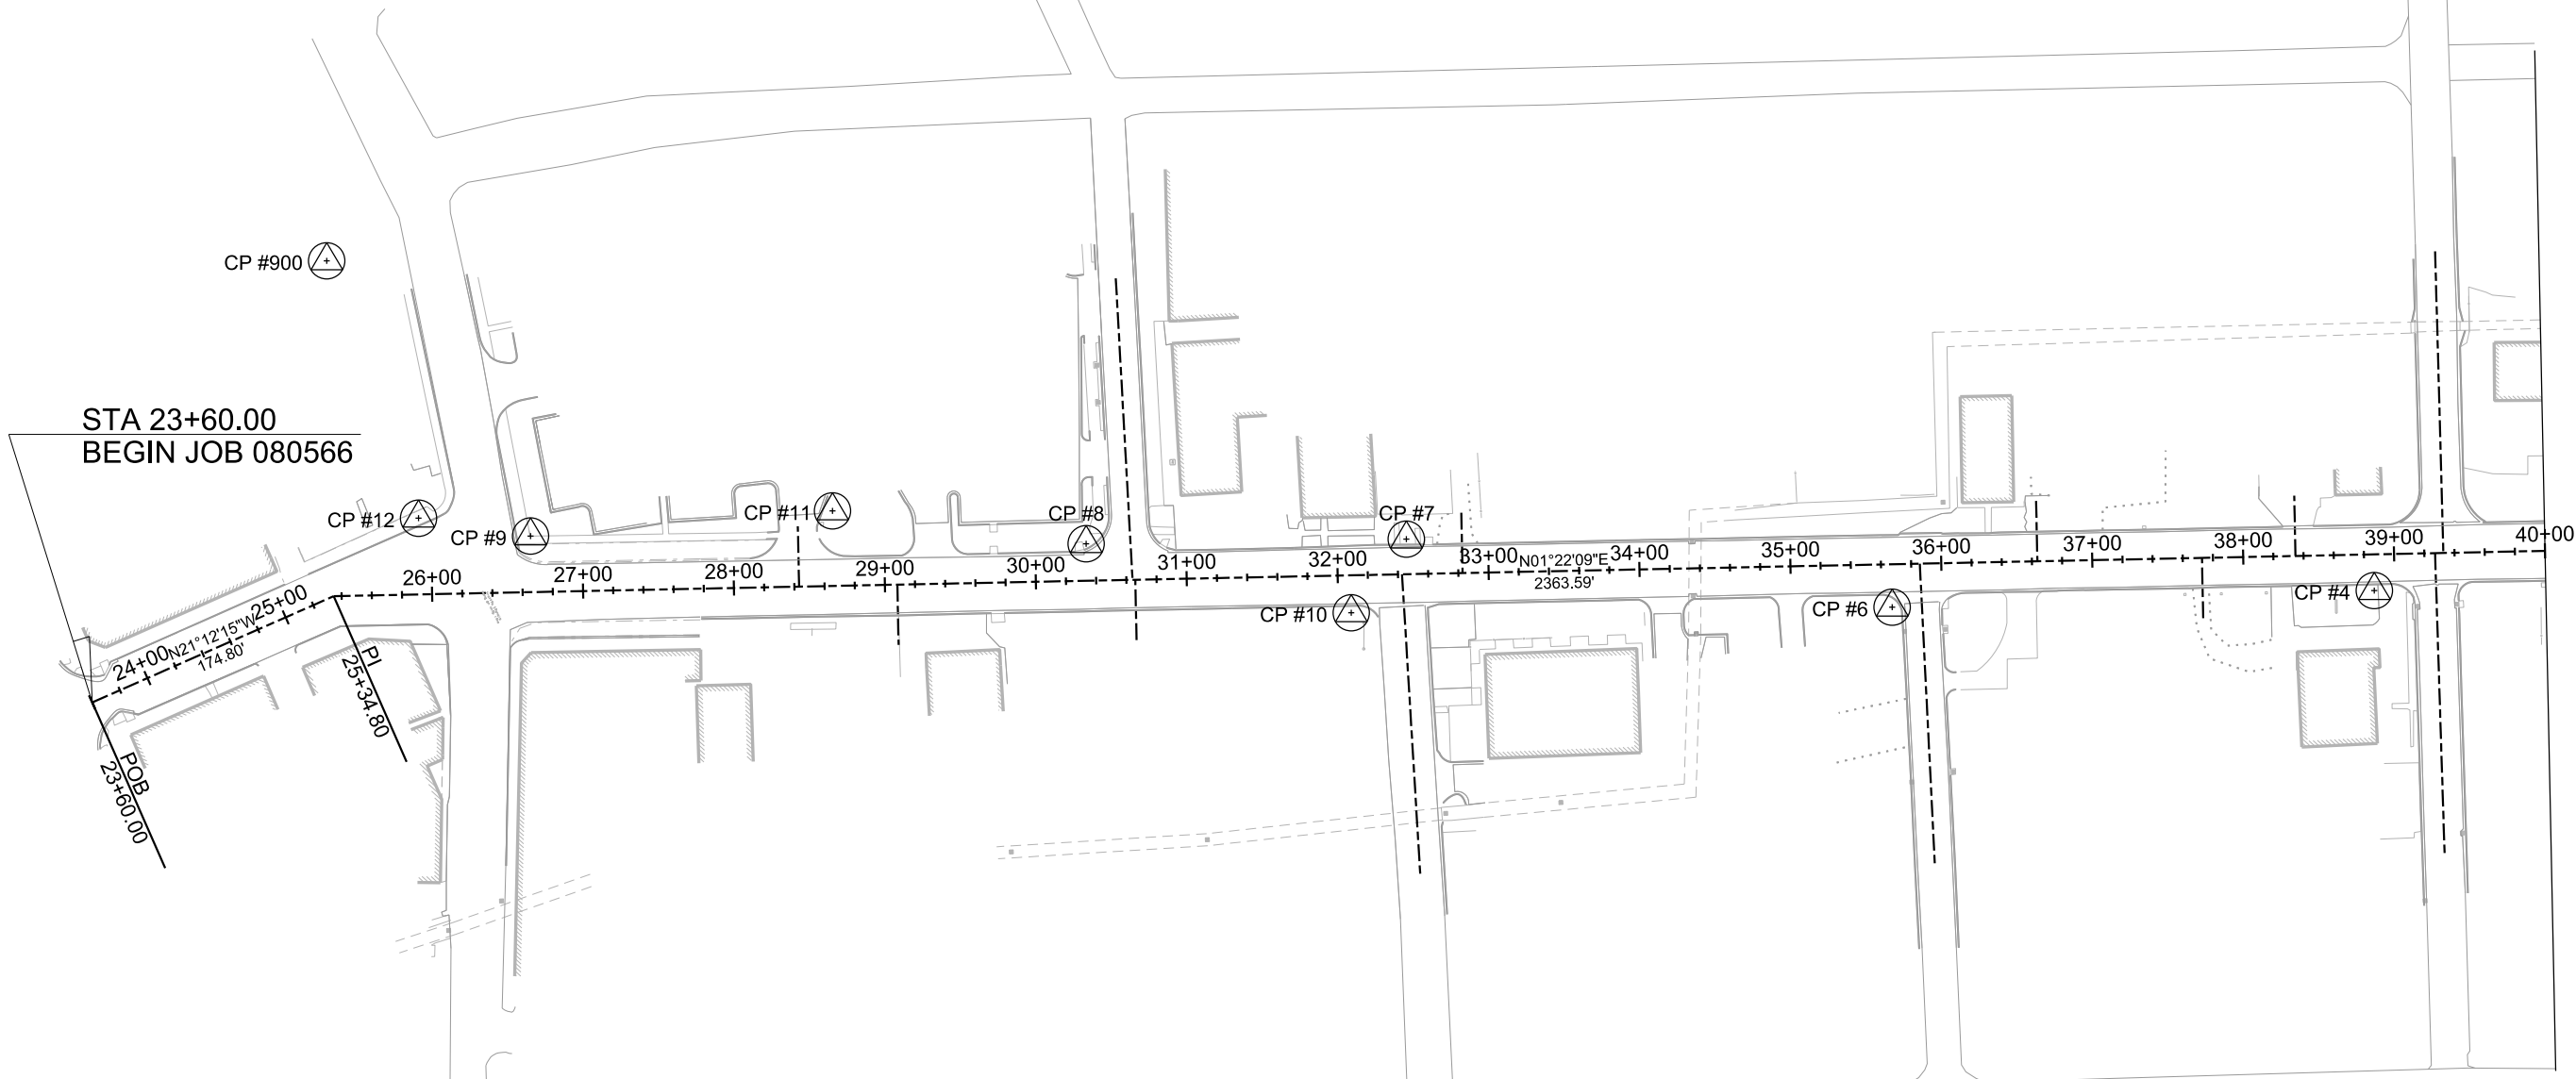 CP #900
STA 23+60.00
BEGIN JOB 080566
CP #12
CP #9
CP #11
CP #8
CP #7
CP #10
CP #6
CP #4
24+00
N21°12'15"W
174.80'
25+00
26+00
27+00
28+00
29+00
30+00
31+00
32+00
33+00
N01°22'09"E
2363.59'
34+00
35+00
36+00
37+00
38+00
39+00
40+00
PI
25+34.80
POB
23+60.00